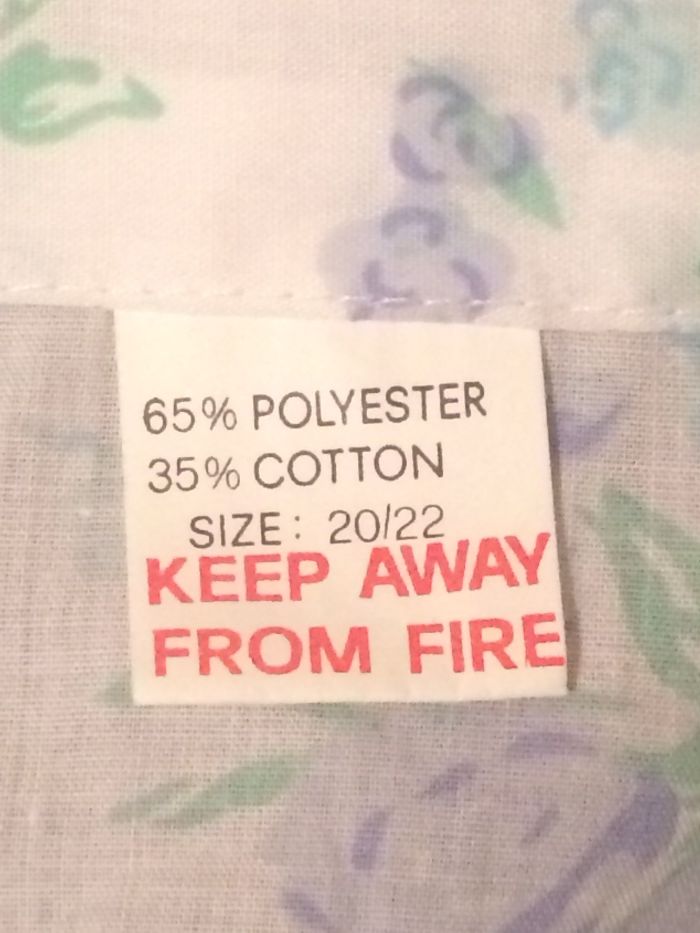 65% POLYESTER
35% COTTON
SIZE: 20/22
KEEP AWAY
FROM FIRE